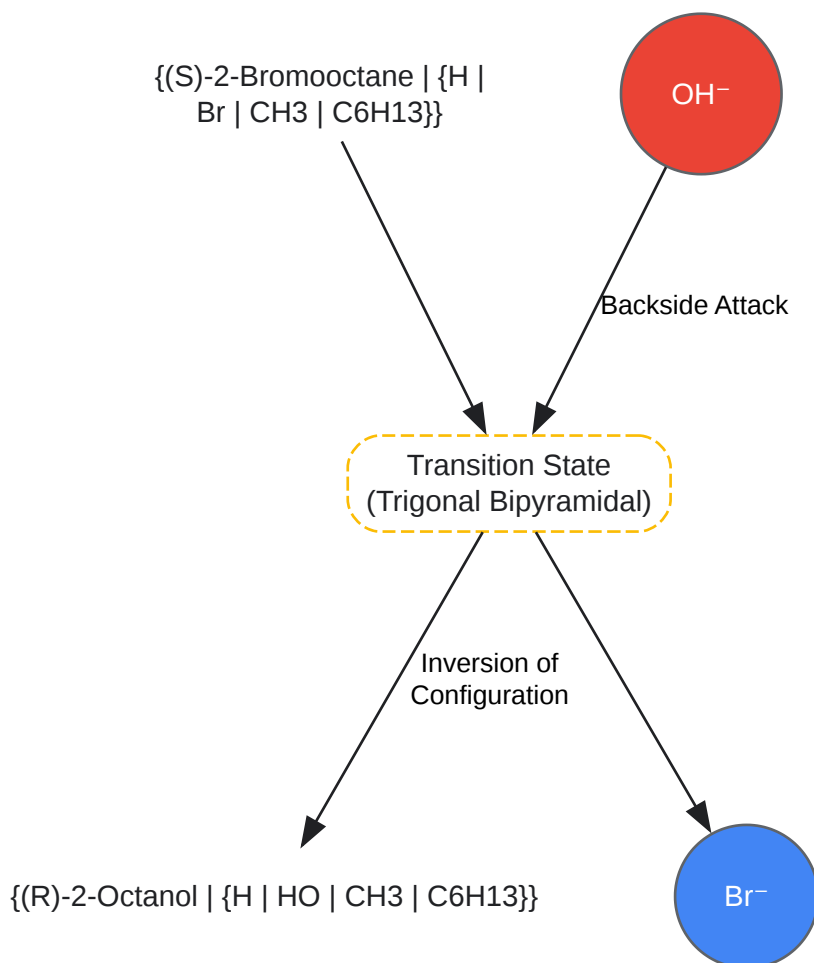 {(S)-2-Bromooctane | {H |
Br | CH3 | C6H13}}
OH⁻
Backside Attack
Transition State
(Trigonal Bipyramidal)
Inversion of
Configuration
{(R)-2-Octanol | {H | HO | CH3 | C6H13}}
Br⁻